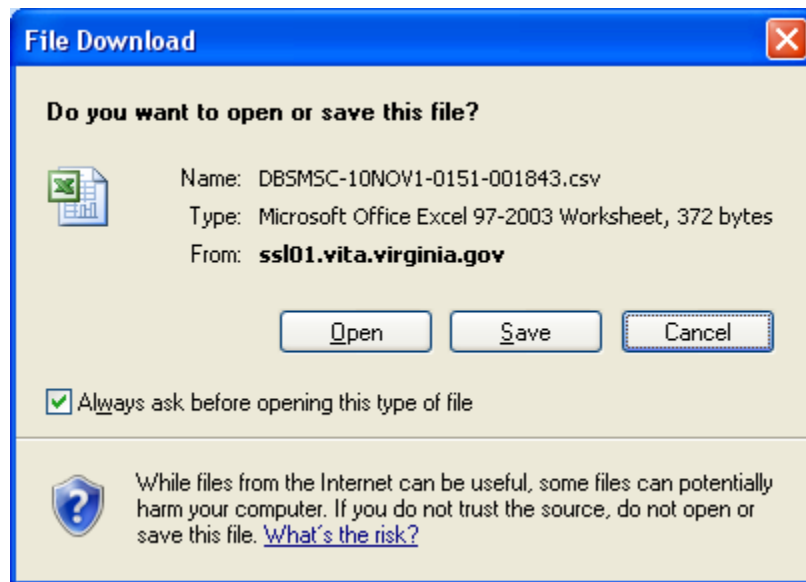 File Download
Do you want to open or save this file?
Name: DBSMSC-10NOV1-0151-001843.csv
Type: Microsoft Office Excel 97-2003 Worksheet, 372 bytes
From: ssl01.vita.virginia.gov
Open Save Cancel
Always ask before opening this type of file
While files from the Internet can be useful, some files can potentially
harm your computer. If you do not trust the source, do not open or
save this file. What's the risk?